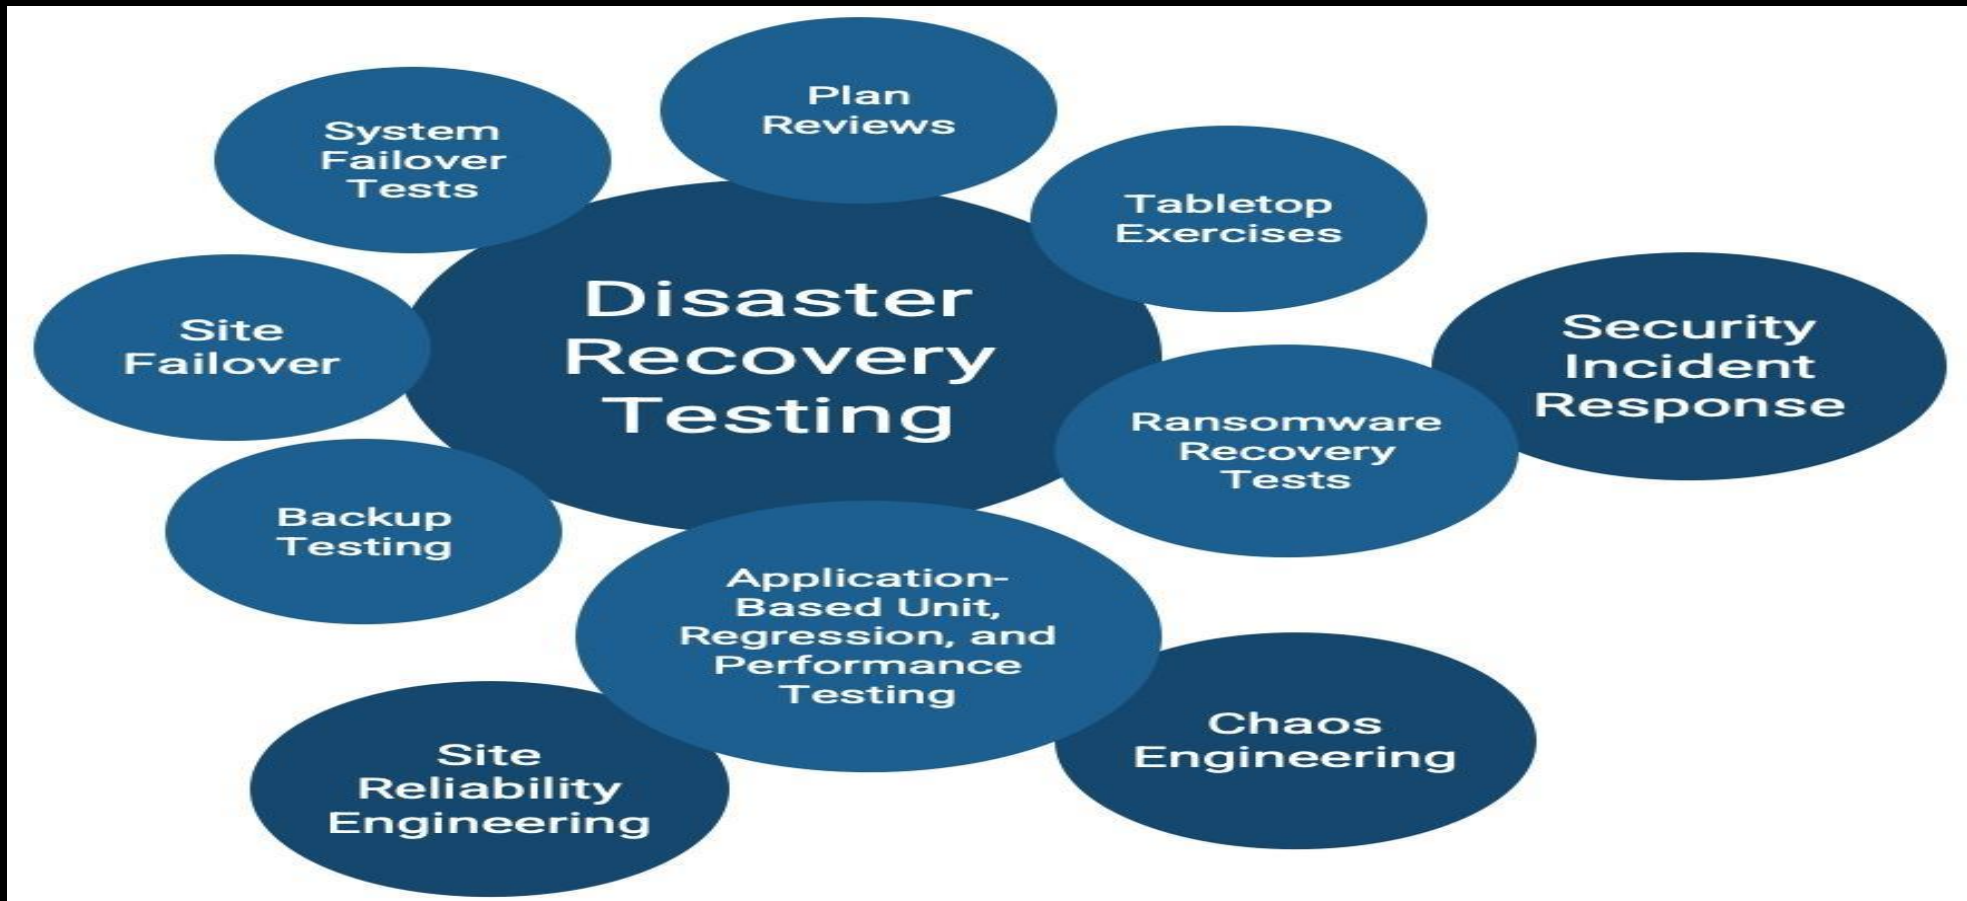 Plan
Reviews
System
Failover
Tests
Tabletop
Exercises
Disaster
Recovery
Testing
Site
Failover
Security
Incident
Response
Ransomware
Recovery
Tests
Backup
Testing
Application-
Based Unit,
Regression, and
Performance
Testing
Chaos
Engineering
Site
Reliability
Engineering